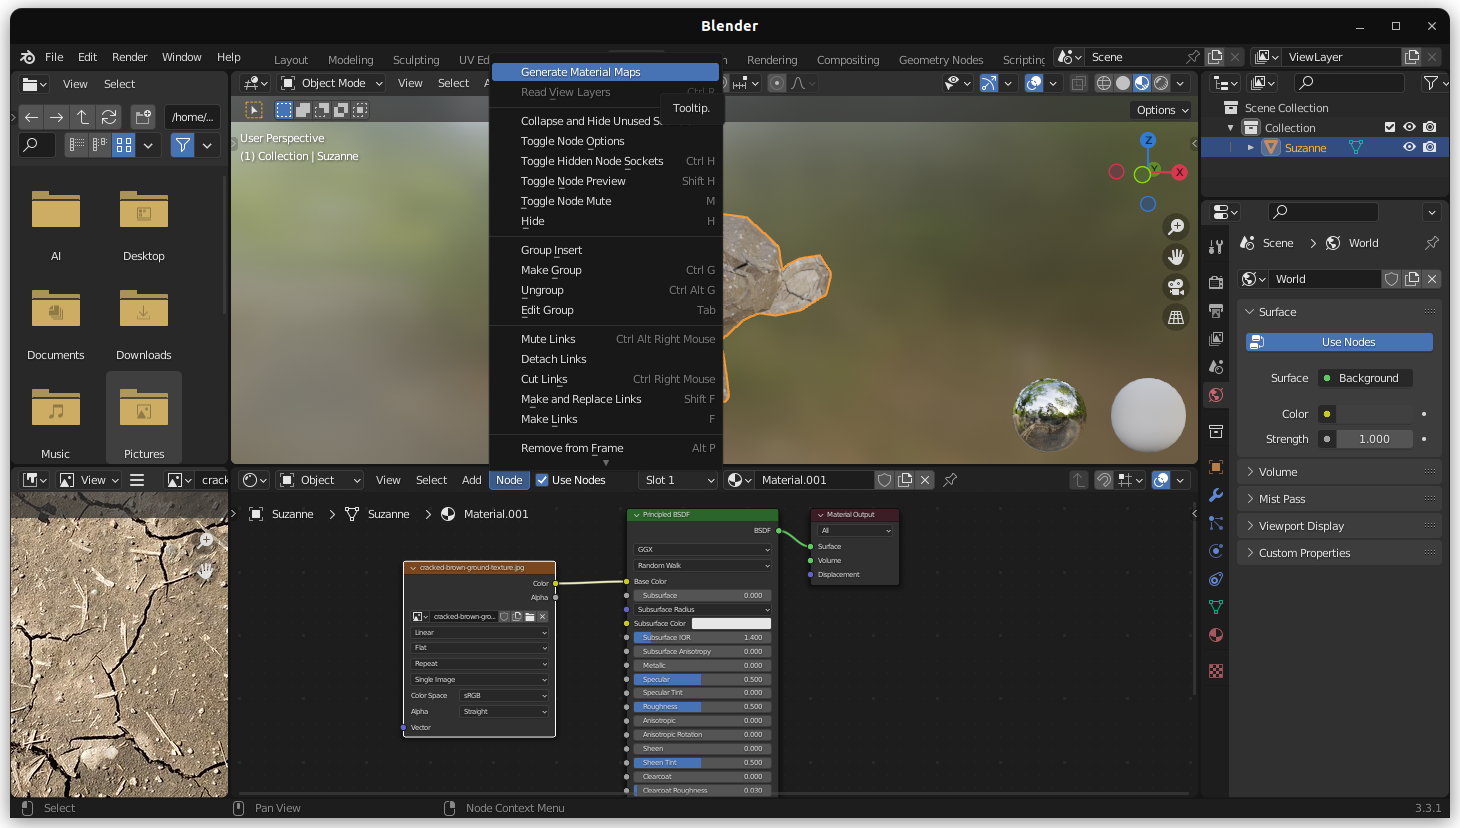 Blender
File Edit Render Window Help
Layout Modeling Sculpting UV Ed Rendering Compositing Geometry Nodes Scripting
Scene
ViewLayer
View Select
Object Mode
View Select A
Options
/home/...
AI
Desktop
Documents
Downloads
Music
Pictures
User Perspective
(1) Collection | Suzanne
Generate Material Maps
Read View Layers Ctrl R
Tooltip.
Collapse and Hide Unused S
Toggle Node Options
Toggle Hidden Node Sockets Ctrl H
Toggle Node Preview Shift H
Toggle Node Mute M
Hide H
Group Insert
Make Group Ctrl G
Ungroup Ctrl Alt G
Edit Group Tab
Mute Links Ctrl Alt Right Mouse
Detach Links
Cut Links Ctrl Right Mouse
Make and Replace Links Shift F
Make Links F
Remove from Frame Alt P
Z
Y
X
Scene Collection
Collection
Suzanne
Scene > World
World
Surface
Use Nodes
Surface Background
Color
Strength 1.000
Volume
Mist Pass
Viewport Display
Custom Properties
View
crack
Object
View Select Add Node Use Nodes
Slot 1
Material.001
Suzanne > Suzanne > Material.001
cracked-brown-ground-texture.jpg
Color
Alpha
cracked-brown-gro...
Linear
Flat
Repeat
Single Image
Color Space sRGB
Alpha Straight
Vector
Principled BSDF
BSDF
GGX
Random Walk
Base Color
Subsurface 0.000
Subsurface Radius
Subsurface Color
Subsurface IOR 1.400
Subsurface Anisotropy 0.000
Metallic 0.000
Specular 0.500
Specular Tint 0.000
Roughness 0.500
Anisotropic 0.000
Anisotropic Rotation 0.000
Sheen 0.000
Sheen Tint 0.500
Clearcoat 0.000
Clearcoat Roughness 0.030
Material Output
All
Surface
Volume
Displacement
Select
Pan View
Node Context Menu
3.3.1